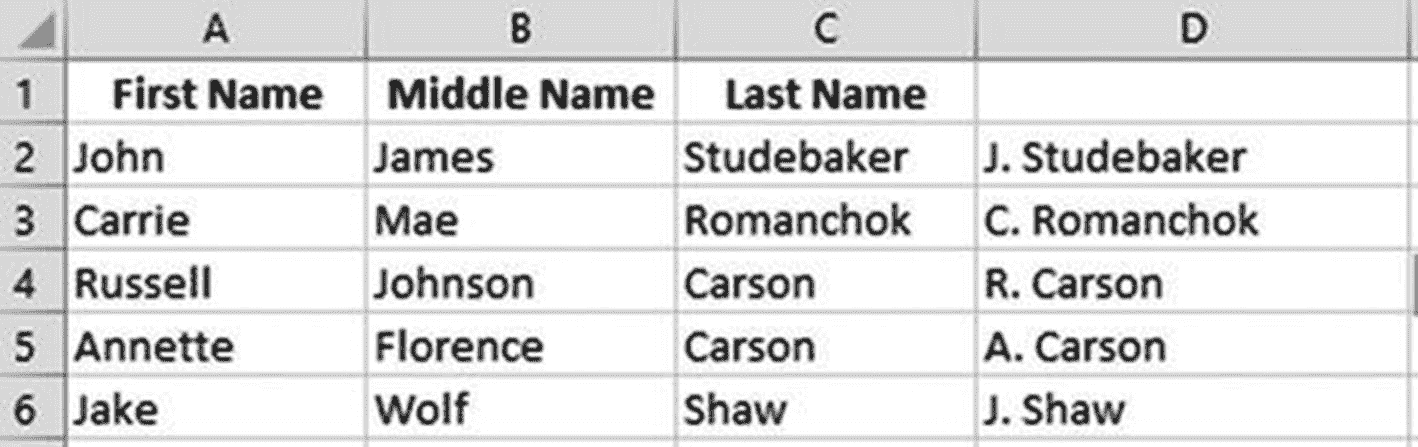 A B C D
1 First Name Middle Name Last Name
2 John James Studebaker J. Studebaker
3 Carrie Mae Romanchok C. Romanchok
4 Russell Johnson Carson R. Carson
5 Annette Florence Carson A. Carson
6 Jake Wolf Shaw J. Shaw